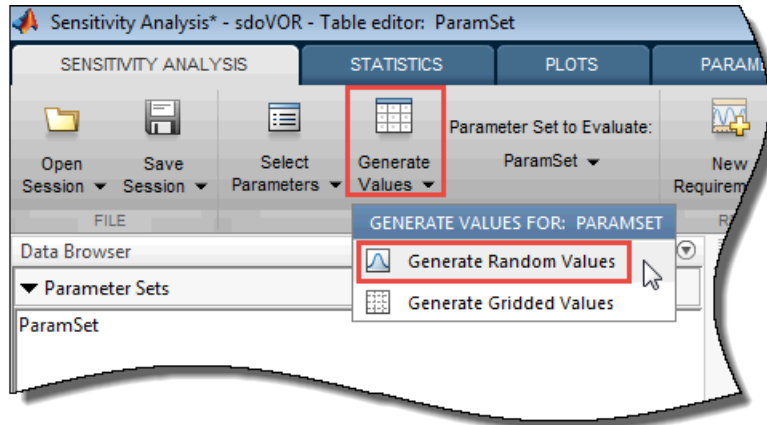 Sensitivity Analysis* - sdoVOR - Table editor: ParamSet
SENSITIVITY ANALYSIS
STATISTICS
PLOTS
Open Session
Save Session
Select Parameters
Generate Values
Parameter Set to Evaluate:
ParamSet
New
FILE
GENERATE VALUES FOR: PARAMSET
Generate Random Values
Generate Gridded Values
Data Browser
Parameter Sets
ParamSet